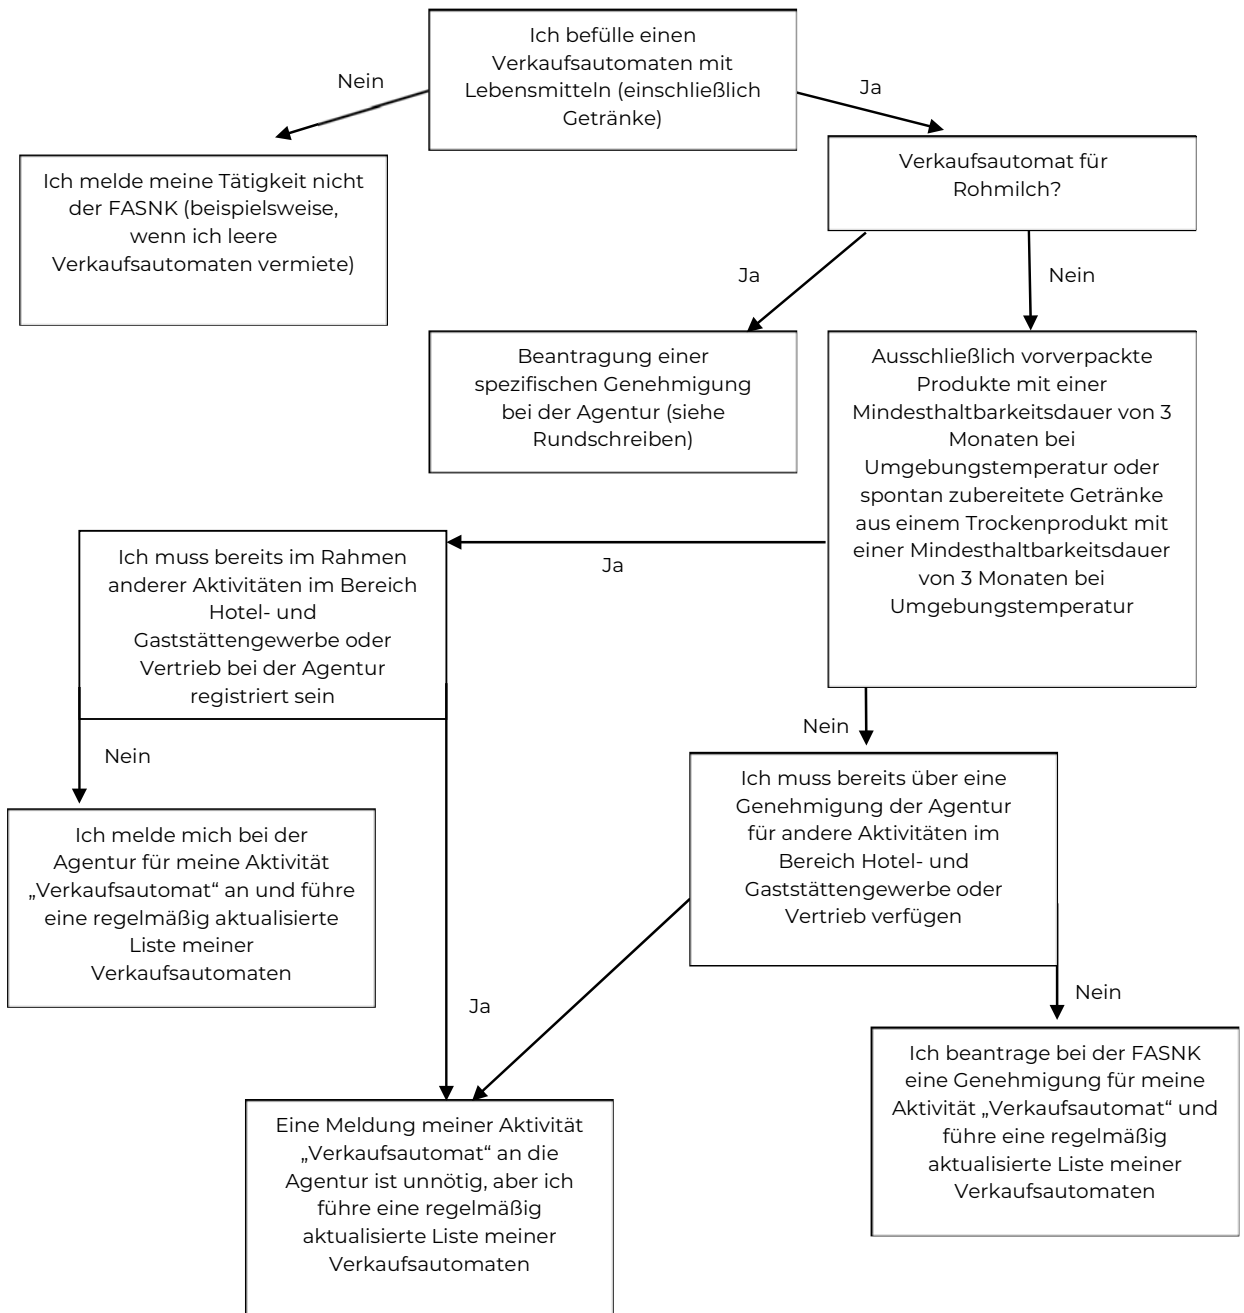 Ich befülle einen
Verkaufsautomaten mit
Lebensmitteln (einschließlich
Getränke)
Nein
Ja
Ich melde meine Tätigkeit nicht
der FASNK (beispielsweise,
wenn ich leere
Verkaufsautomaten vermiete)
Verkaufsautomat für
Rohmilch?
Ja
Nein
Beantragung einer
spezifischen Genehmigung
bei der Agentur (siehe
Rundschreiben)
Ausschließlich vorverpackte
Produkte mit einer
Mindesthaltbarkeitsdauer von 3
Monaten bei
Umgebungstemperatur oder
spontan zubereitete Getränke
aus einem Trockenprodukt mit
einer Mindesthaltbarkeitsdauer
von 3 Monaten bei
Umgebungstemperatur
Ja
Ich muss bereits im Rahmen
anderer Aktivitäten im Bereich
Hotel- und
Gaststättengewerbe oder
Vertrieb bei der Agentur
registriert sein
Nein
Nein
Ich muss bereits über eine
Genehmigung der Agentur
für andere Aktivitäten im
Bereich Hotel- und
Gaststättengewerbe oder
Vertrieb verfügen
Ich melde mich bei der
Agentur für meine Aktivität
„Verkaufsautomat“ an und führe
eine regelmäßig aktualisierte
Liste meiner
Verkaufsautomaten
Ja
Nein
Ich beantrage bei der FASNK
eine Genehmigung für meine
Aktivität „Verkaufsautomat“ und
führe eine regelmäßig
aktualisierte Liste meiner
Verkaufsautomaten
Eine Meldung meiner Aktivität
„Verkaufsautomat“ an die
Agentur ist unnötig, aber ich
führe eine regelmäßig
aktualisierte Liste meiner
Verkaufsautomaten